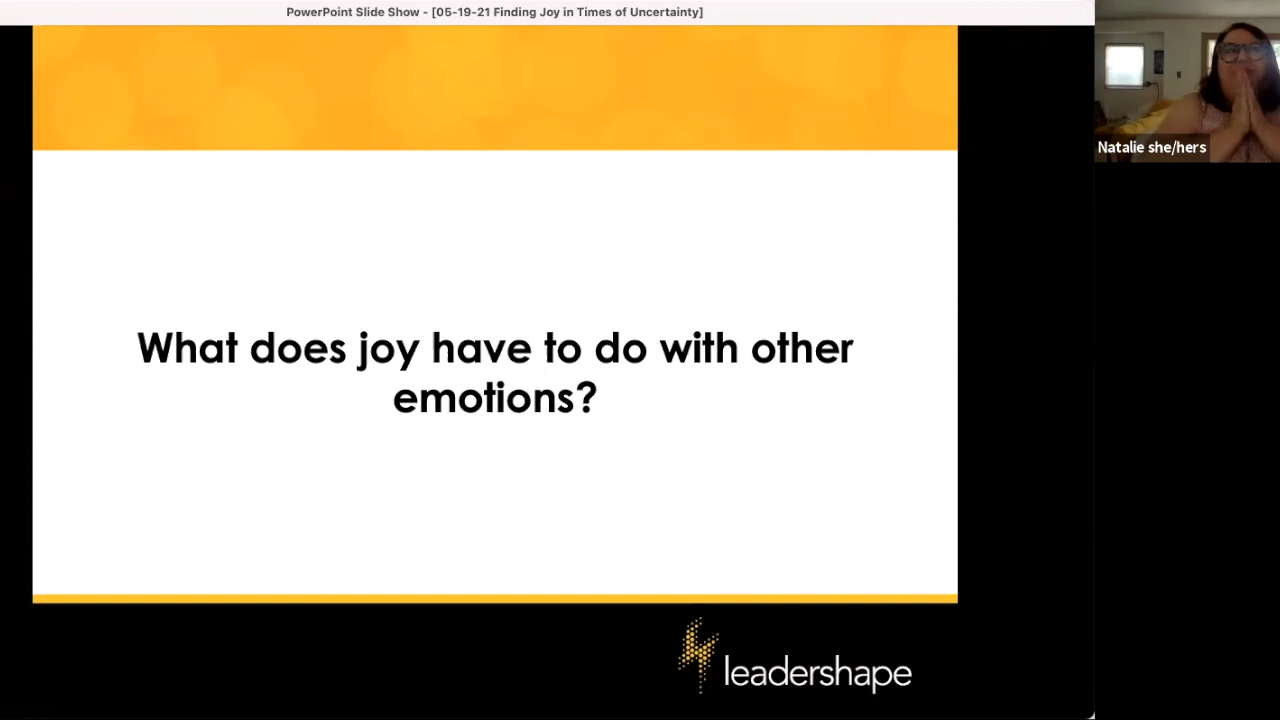 PowerPoint Slide Show - [05-19-21 Finding Joy in Times of Uncertainty]
Natalie she/hers
What does joy have to do with other
emotions?
leadershape